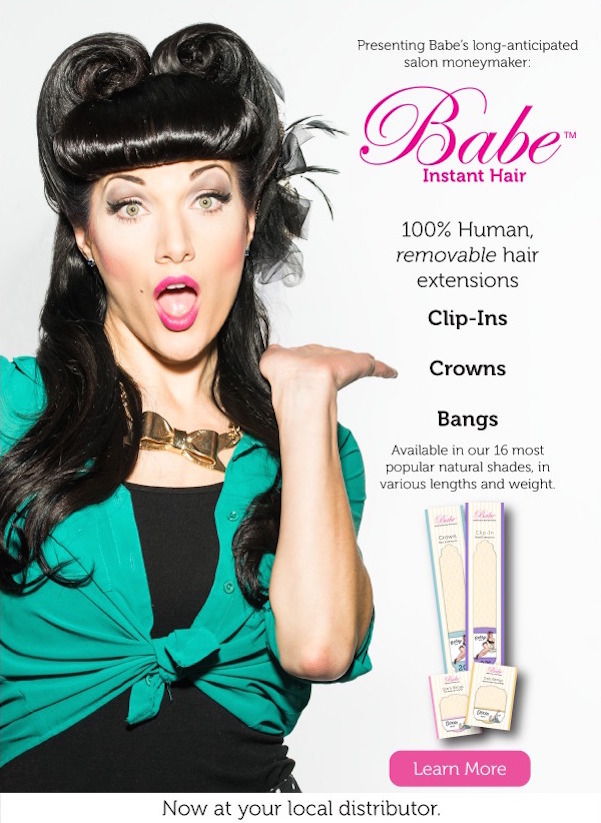 Presenting Babe's long-anticipated
salon moneymaker:
Babe™
Instant Hair
100% Human,
removable hair
extensions
Clip-Ins
Crowns
Bangs
Available in our 16 most
popular natural shades, in
various lengths and weight.
Babe
Crown
Babe
Clip-In
Babe
Babe
Learn More
Now at your local distributor.